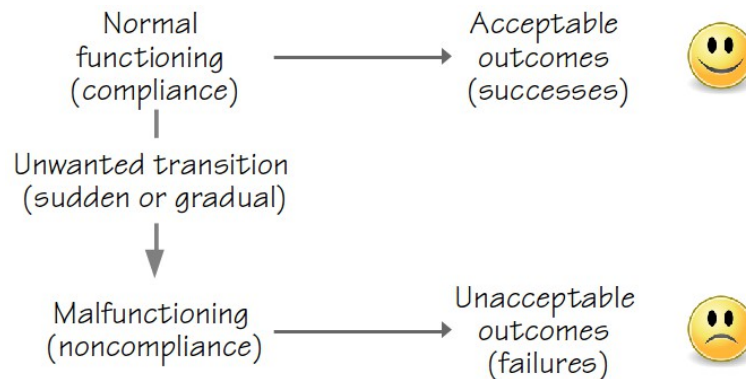 Normal
functioning
(compliance)
Acceptable
outcomes
(successes)
Unwanted transition
(sudden or gradual)
Malfunctioning
(noncompliance)
Unacceptable
outcomes
(failures)